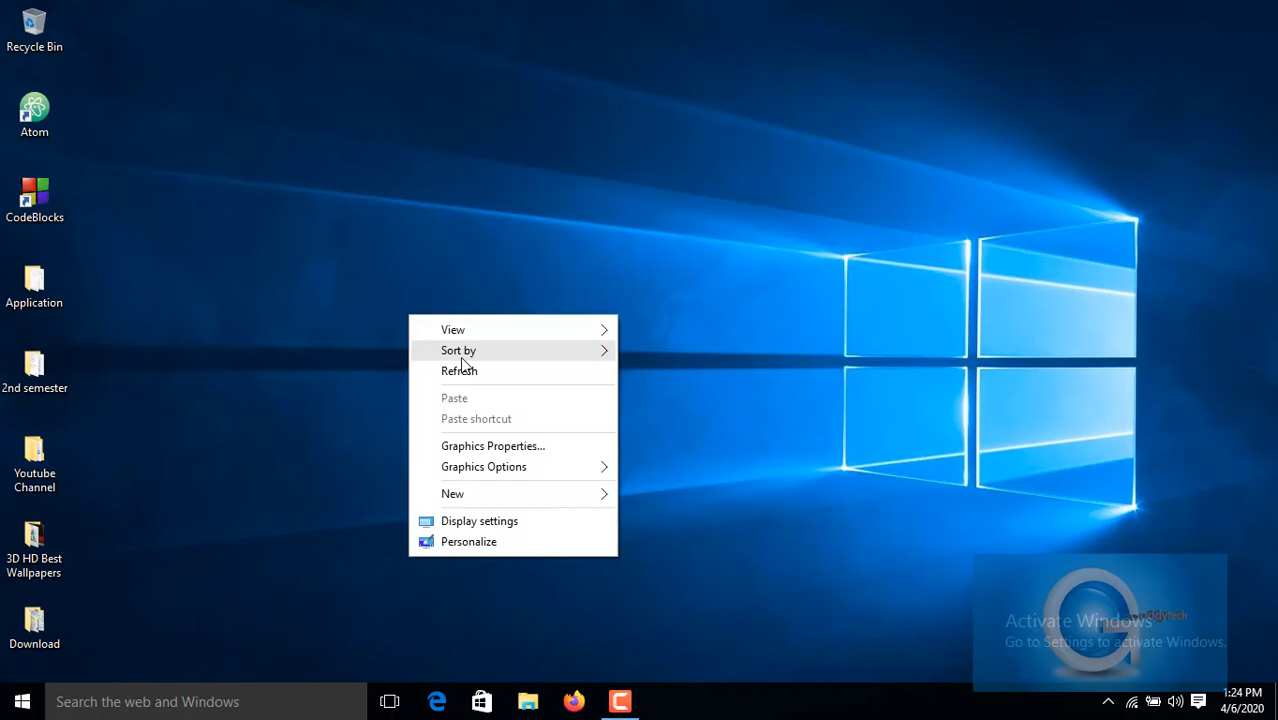 Recycle Bin
Atom
CodeBlocks
Application
2nd semester
Youtube
Channel
3D HD Best
Wallpapers
Download
View
Sort by
Refresh
Paste
Paste shortcut
Graphics Properties...
Graphics Options
New
Display settings
Personalize
Activate Windows
Go to Settings to activate Windows.
Search the web and Windows
1:24 PM
4/6/2020